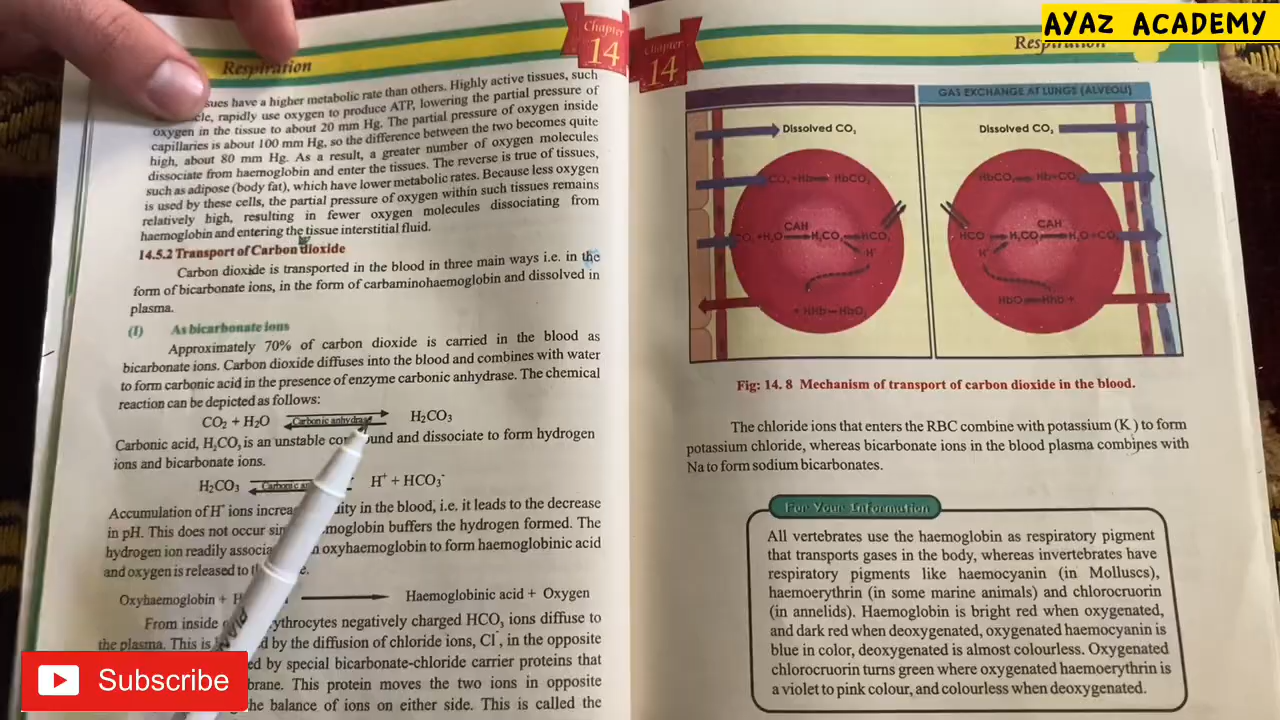 AYAZ ACADEMY
Chapter
14
Respiration
sues have a higher metabolic rate than others. Highly active tissues, such
cle, rapidly use oxygen to produce ATP, lowering the partial pressure of
oxygen in the tissue to about 20 mm Hg. The partial pressure of oxygen inside
capillaries is about 100 mm Hg, so the difference between the two becomes quite
high, about 80 mm Hg. As a result, a greater number of oxygen molecules
dissociate from haemoglobin and enter the tissues. The reverse is true of tissues,
such as adipose (body fat), which have lower metabolic rates. Because less oxygen
is used by these cells, the partial pressure of oxygen within such tissues remains
relatively high, resulting in fewer oxygen molecules dissociating from
haemoglobin and entering the tissue interstitial fluid.
14.5.2 Transport of Carbon dioxide
Carbon dioxide is transported in the blood in three main ways i.e. in the
form of bicarbonate ions, in the form of carbaminohaemoglobin and dissolved in
plasma.
(I) As bicarbonate ions
Approximately 70% of carbon dioxide is carried in the blood as
bicarbonate ions. Carbon dioxide diffuses into the blood and combines with water
to form carbonic acid in the presence of enzyme carbonic anhydrase. The chemical
reaction can be depicted as follows:
CO₂ + H₂O Carbonic anhydrase H₂CO₃
Carbonic acid, H₂CO₃ is an unstable und and dissociate to form hydrogen
ions and bicarbonate ions.
H₂CO₃ Carbonic H⁺ + HCO₃⁻
Accumulation of H⁺ ions increa ity in the blood, i.e. it leads to the decrease
in pH. This does not occur sin moglobin buffers the hydrogen formed. The
hydrogen ion readily associa oxyhaemoglobin to form haemoglobinic acid
and oxygen is released to t
Oxyhaemoglobin + H Haemoglobinic acid + Oxygen
From inside ythrocytes negatively charged HCO₃ ions diffuse to
the plasma. This is d by the diffusion of chloride ions, Cl⁻, in the opposite
ed by special bicarbonate-chloride carrier proteins that
brane. This protein moves the two ions in opposite
the balance of ions on either side. This is called the
Subscribe
Chapter
14
Respiration
GAS EXCHANGE AT LUNGS (ALVEOLI)
Dissolved CO₂
Dissolved CO₂
CO₂ +Hb HbCO₂
HbCO₂ Hb+CO₂
CAH
CO₂ +H₂O H₂CO₃ HCO₃
H⁺
+ HHb HbO₂
CAH
HCO H₂CO₃ H₂O +CO₂
H⁺
HbO HHb +
Fig: 14. 8 Mechanism of transport of carbon dioxide in the blood.
The chloride ions that enters the RBC combine with potassium (K ) to form
potassium chloride, whereas bicarbonate ions in the blood plasma combines with
Na to form sodium bicarbonates.
For Your Information
All vertebrates use the haemoglobin as respiratory pigment
that transports gases in the body, whereas invertebrates have
respiratory pigments like haemocyanin (in Molluscs),
haemoerythrin (in some marine animals) and chlorocruorin
(in annelids). Haemoglobin is bright red when oxygenated,
and dark red when deoxygenated, oxygenated haemocyanin is
blue in color, deoxygenated is almost colourless. Oxygenated
chlorocruorin turns green where oxygenated haemoerythrin is
a violet to pink colour, and colourless when deoxygenated.